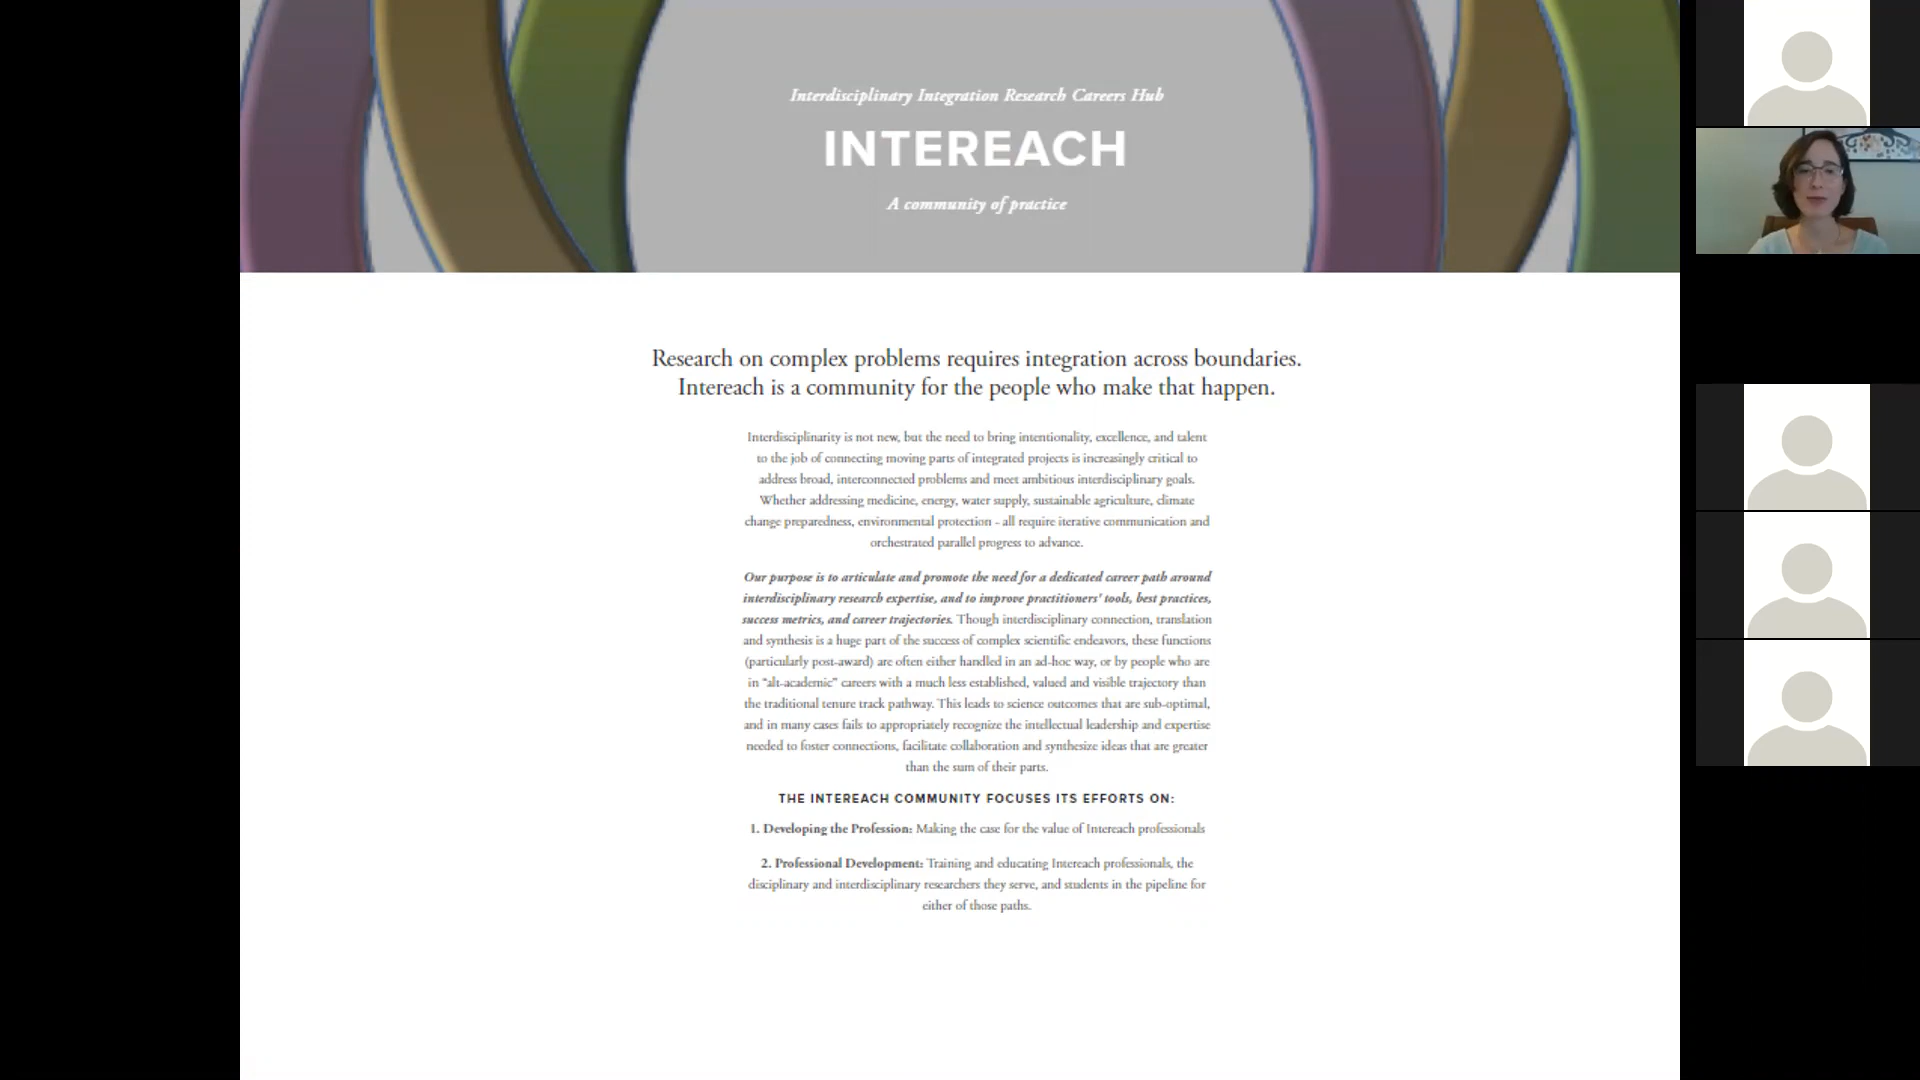 Interdisciplinary Integration Research Careers Hub
INTEREACH
A community of practice
Research on complex problems requires integration across boundaries.
Intereach is a community for the people who make that happen.
Interdisciplinarity is not new, but the need to bring intentionality, excellence, and talent
to the job of connecting moving parts of integrated projects is increasingly critical to
address broad, interconnected problems and meet ambitious interdisciplinary goals.
Whether addressing medicine, energy, water supply, sustainable agriculture, climate
change preparedness, environmental protection - all require iterative communication and
orchestrated parallel progress to advance.
Our purpose is to articulate and promote the need for a dedicated career path around
interdisciplinary research expertise, and to improve practitioners' tools, best practices,
success metrics, and career trajectories. Though interdisciplinary connection, translation
and synthesis is a huge part of the success of complex scientific endeavors, these functions
(particularly post-award) are often either handled in an ad-hoc way, or by people who are
in "alt-academic" careers with a much less established, valued and visible trajectory than
the traditional tenure track pathway. This leads to science outcomes that are sub-optimal,
and in many cases fails to appropriately recognize the intellectual leadership and expertise
needed to foster connections, facilitate collaboration and synthesize ideas that are greater
than the sum of their parts.
THE INTEREACH COMMUNITY FOCUSES ITS EFFORTS ON:
1. Developing the Profession: Making the case for the value of Intereach professionals
2. Professional Development: Training and educating Intereach professionals, the
disciplinary and interdisciplinary researchers they serve, and students in the pipeline for
either of those paths.